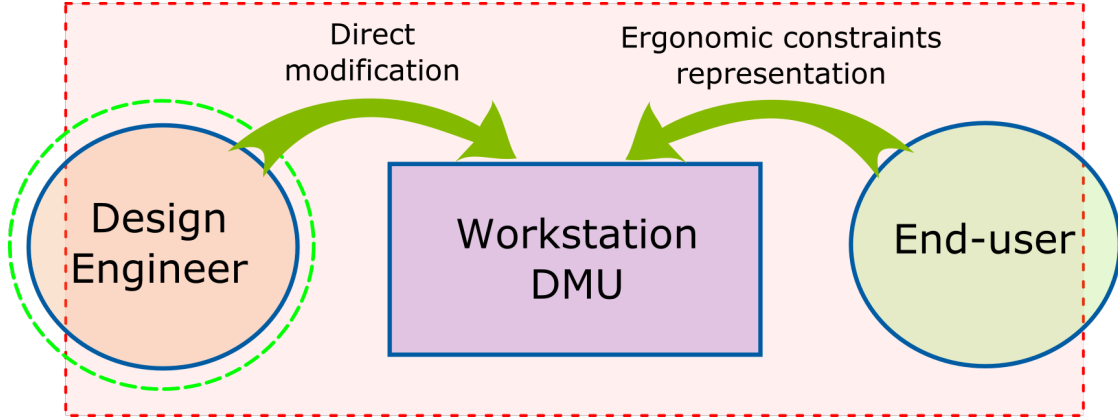 Direct
modification
Ergonomic constraints
representation
Design
Engineer
Workstation
DMU
End-user